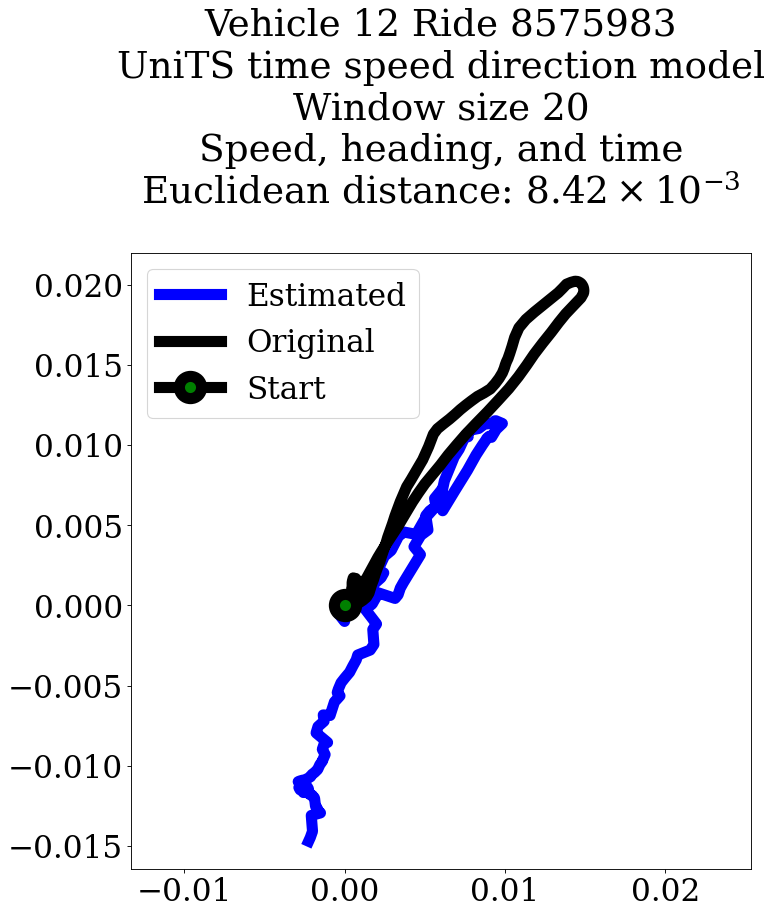 Vehicle 12 Ride 8575983
UniTS time speed direction model
Window size 20
Speed, heading, and time
Euclidean distance: 8.42 × 10⁻³
Estimated
Original
Start
0.020
0.015
0.010
0.005
0.000
−0.005
−0.010
−0.015
−0.01 0.00 0.01 0.02